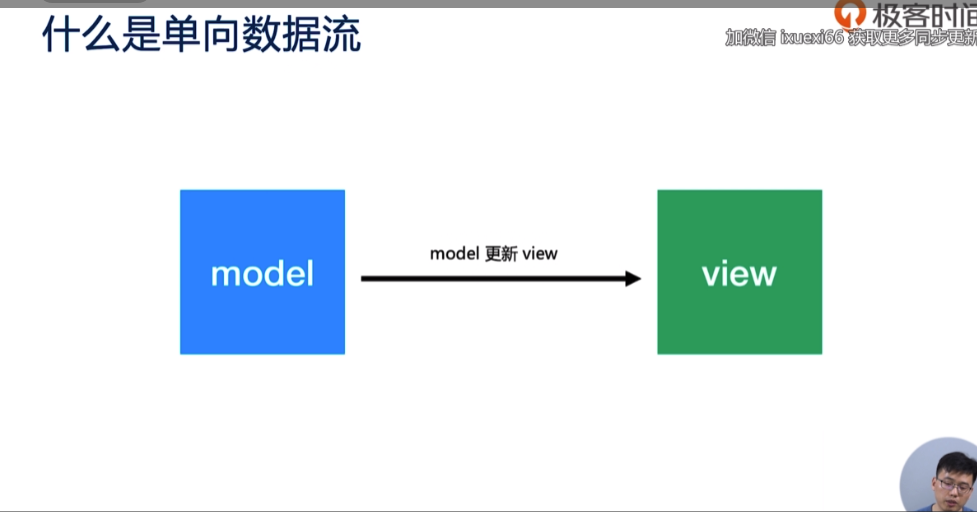 什么是单向数据流
极客时间
加微信 ixuexi66 获取更多同步更新
model 更新 view
model
view